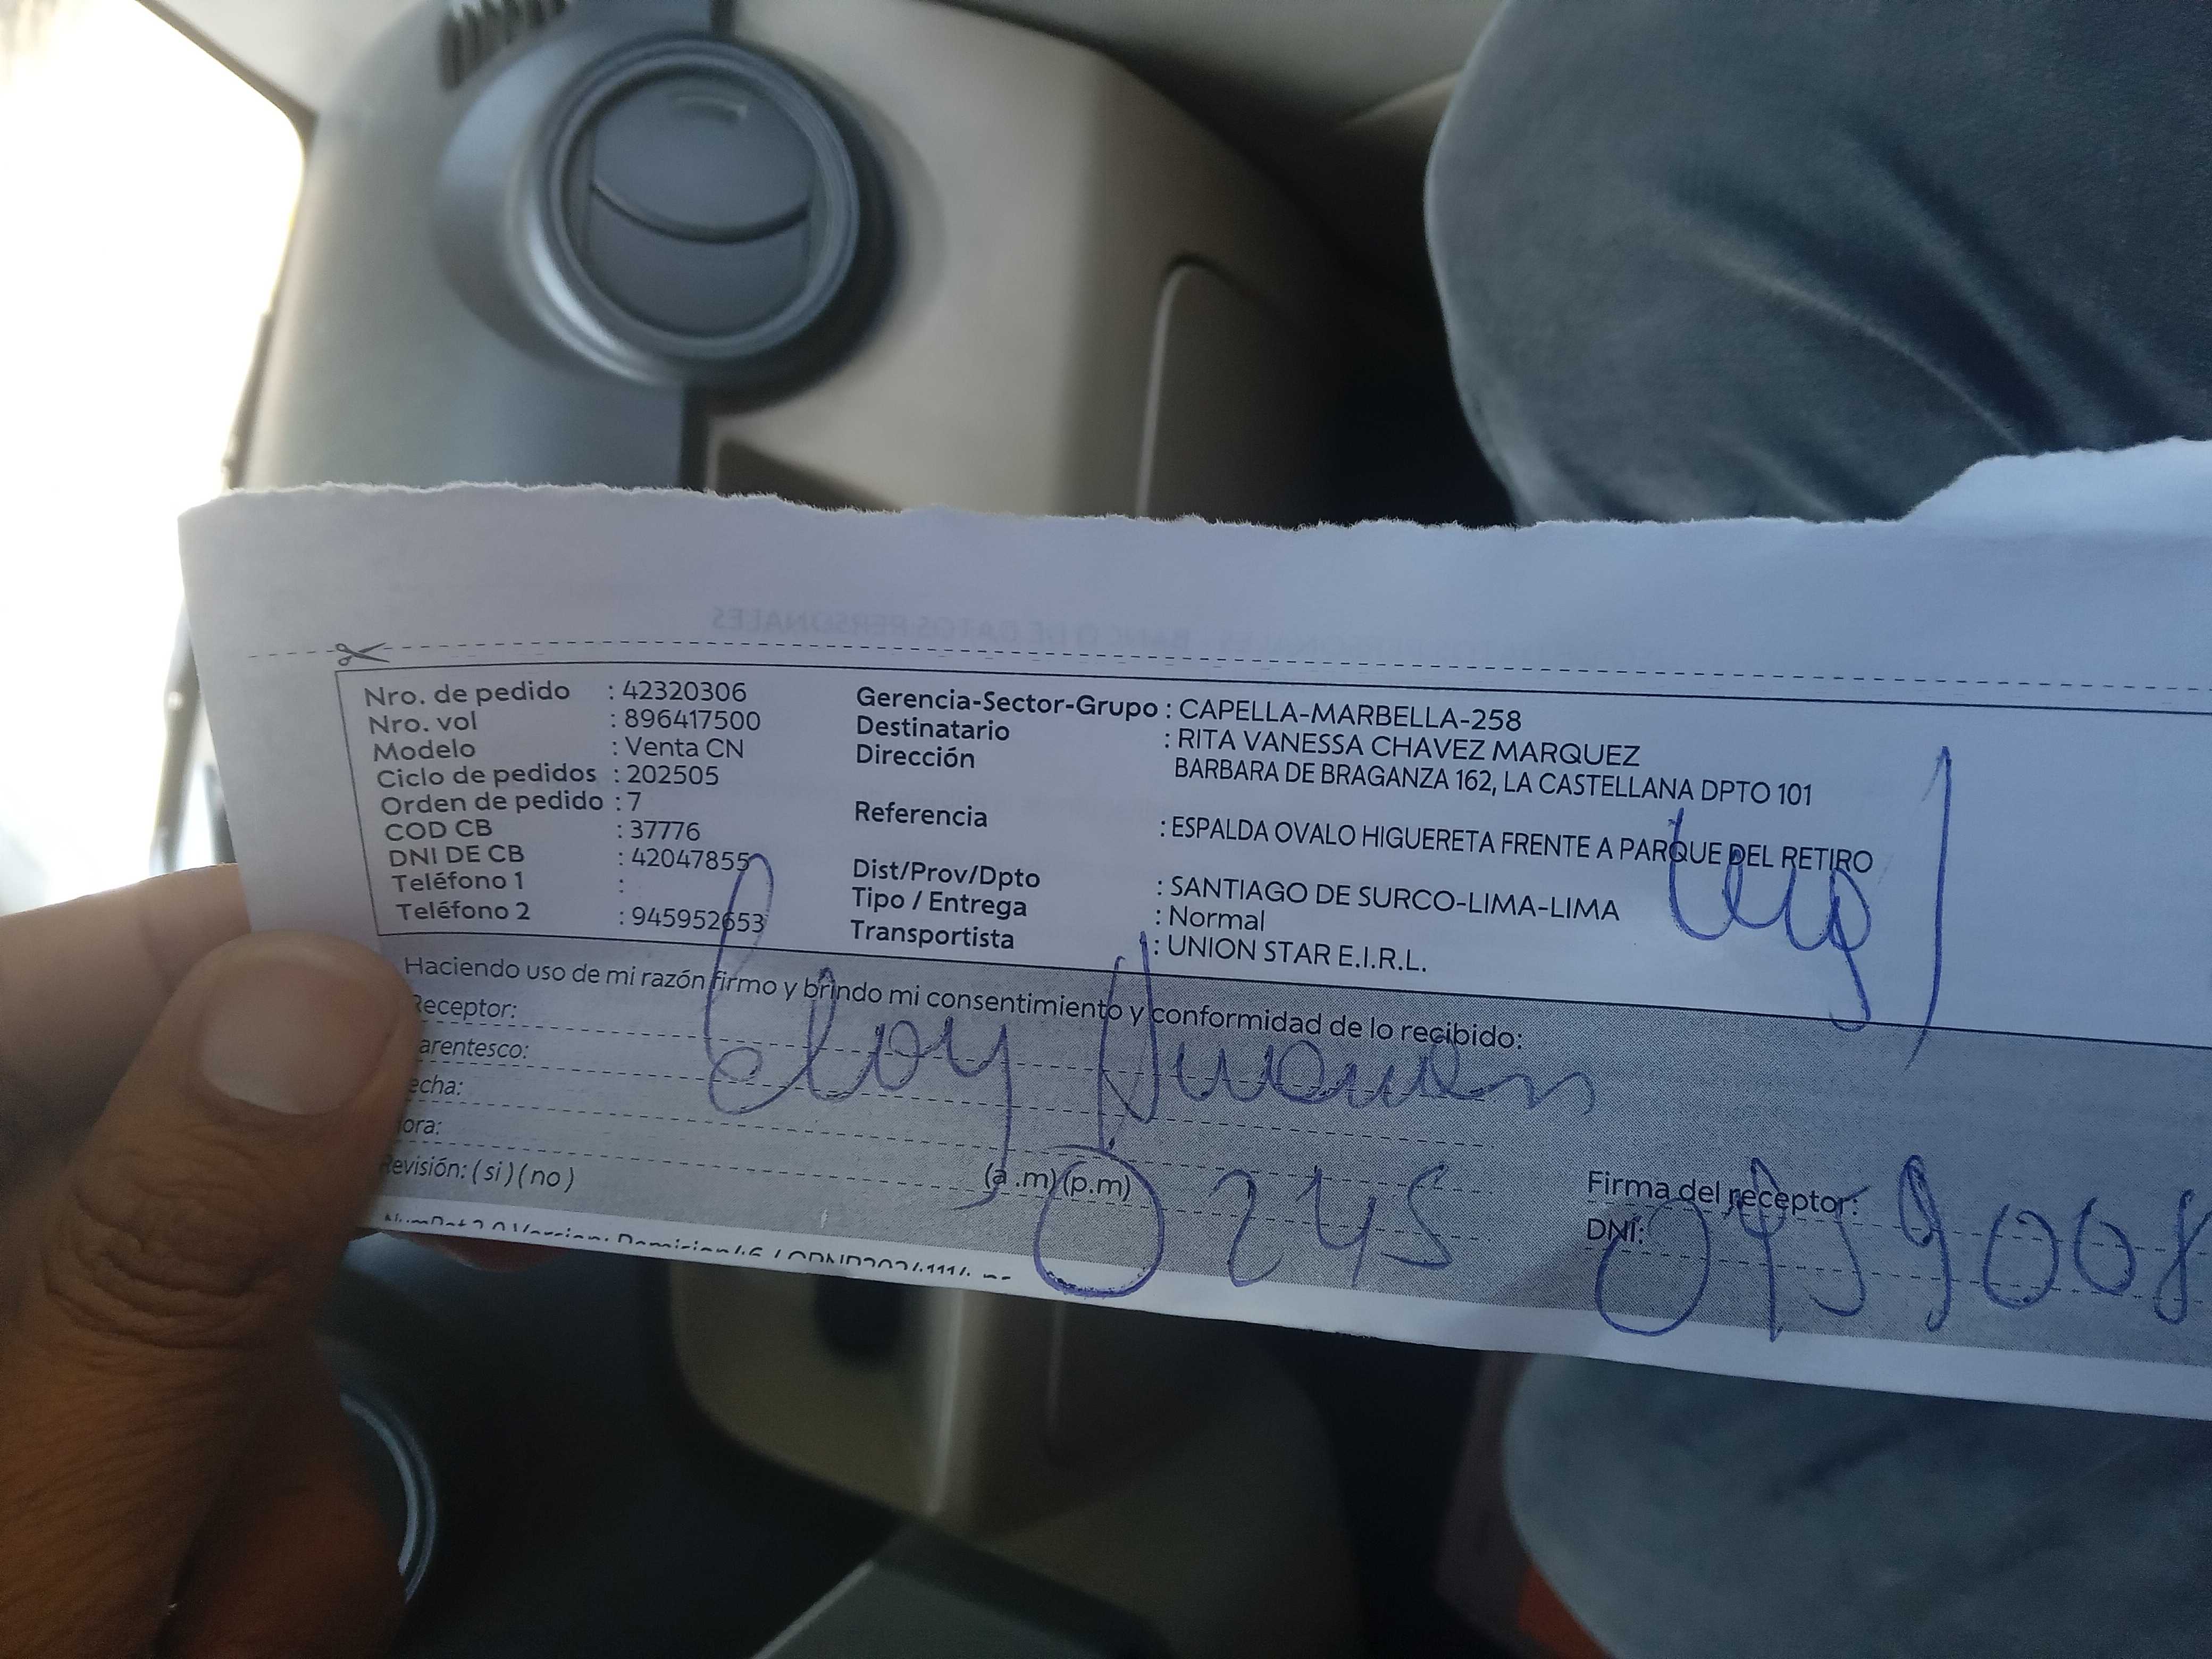 Nro. de pedido : 42320306
Nro. vol : 896417500
Modelo : Venta CN
Ciclo de pedidos : 202505
Orden de pedido : 7
COD CB : 37776
DNI DE CB : 42047855
Teléfono 1 :
Teléfono 2 : 945952653
Gerencia-Sector-Grupo : CAPELLA-MARBELLA-258
Destinatario : RITA VANESSA CHAVEZ MARQUEZ
Dirección BARBARA DE BRAGANZA 162, LA CASTELLANA DPTO 101
Referencia : ESPALDA OVALO HIGUERETA FRENTE A PARQUE DEL RETIRO
Dist/Prov/Dpto : SANTIAGO DE SURCO-LIMA-LIMA
Tipo / Entrega : Normal
Transportista : UNION STAR E.I.R.L.
Haciendo uso de mi razón firmo y brindo mi consentimiento y conformidad de lo recibido:
Receptor: Eloy
arentesco:
echa:
ora:
(a.m)(p.m) 0245
Revisión: (si) (no)
Firma del receptor:
DNI: